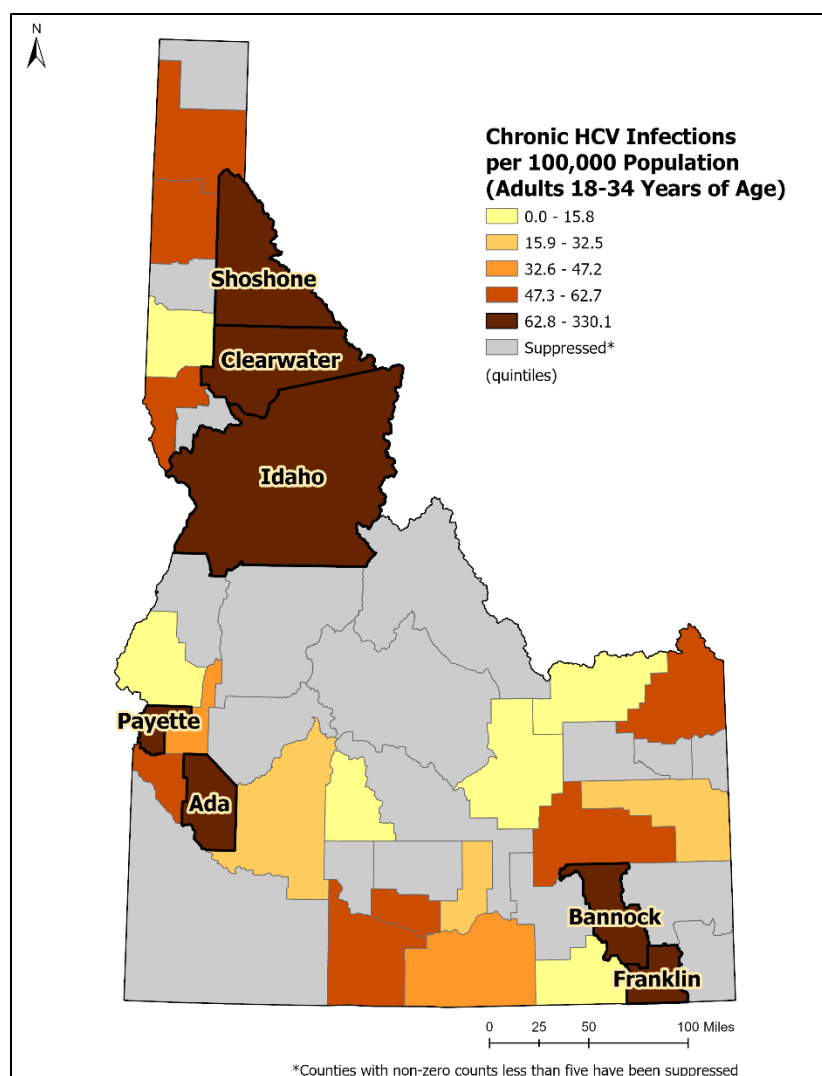 N
Chronic HCV Infections
per 100,000 Population
(Adults 18-34 Years of Age)
0.0 - 15.8
15.9 - 32.5
32.6 - 47.2
47.3 - 62.7
62.8 - 330.1
Suppressed*
(quintiles)
Shoshone
Clearwater
Idaho
Payette
Ada
Bannock
Franklin
0 25 50 100 Miles
*Counties with non-zero counts less than five have been suppressed